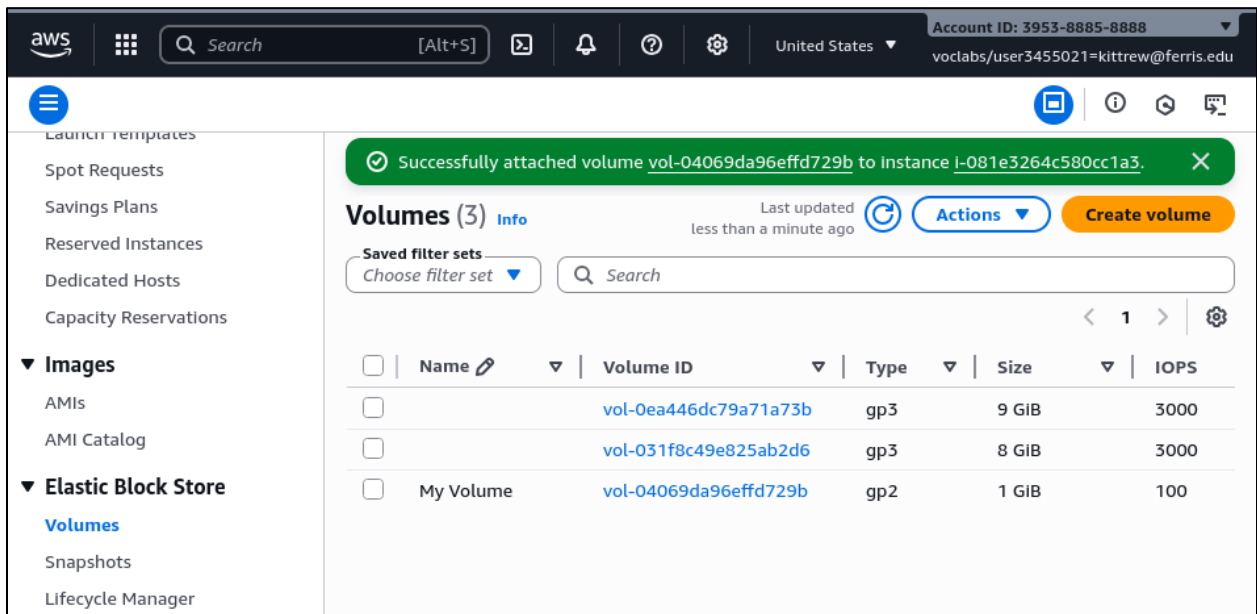 aws
Search [Alt+S]
United States ▼
Account ID: 3953-8885-8888 ▼
voclabs/user3455021=kittrew@ferris.edu
Launch Templates
Spot Requests
Savings Plans
Reserved Instances
Dedicated Hosts
Capacity Reservations
▼ Images
AMIs
AMI Catalog
▼ Elastic Block Store
Volumes
Snapshots
Lifecycle Manager
Successfully attached volume vol-04069da96effd729b to instance i-081e3264c580cc1a3.
Volumes (3) Info
Last updated
less than a minute ago
Actions ▼
Create volume
Saved filter sets
Choose filter set ▼
Search
1
Name Volume ID Type Size IOPS
vol-0ea446dc79a71a73b gp3 9 GiB 3000
vol-031f8c49e825ab2d6 gp3 8 GiB 3000
My Volume vol-04069da96effd729b gp2 1 GiB 100